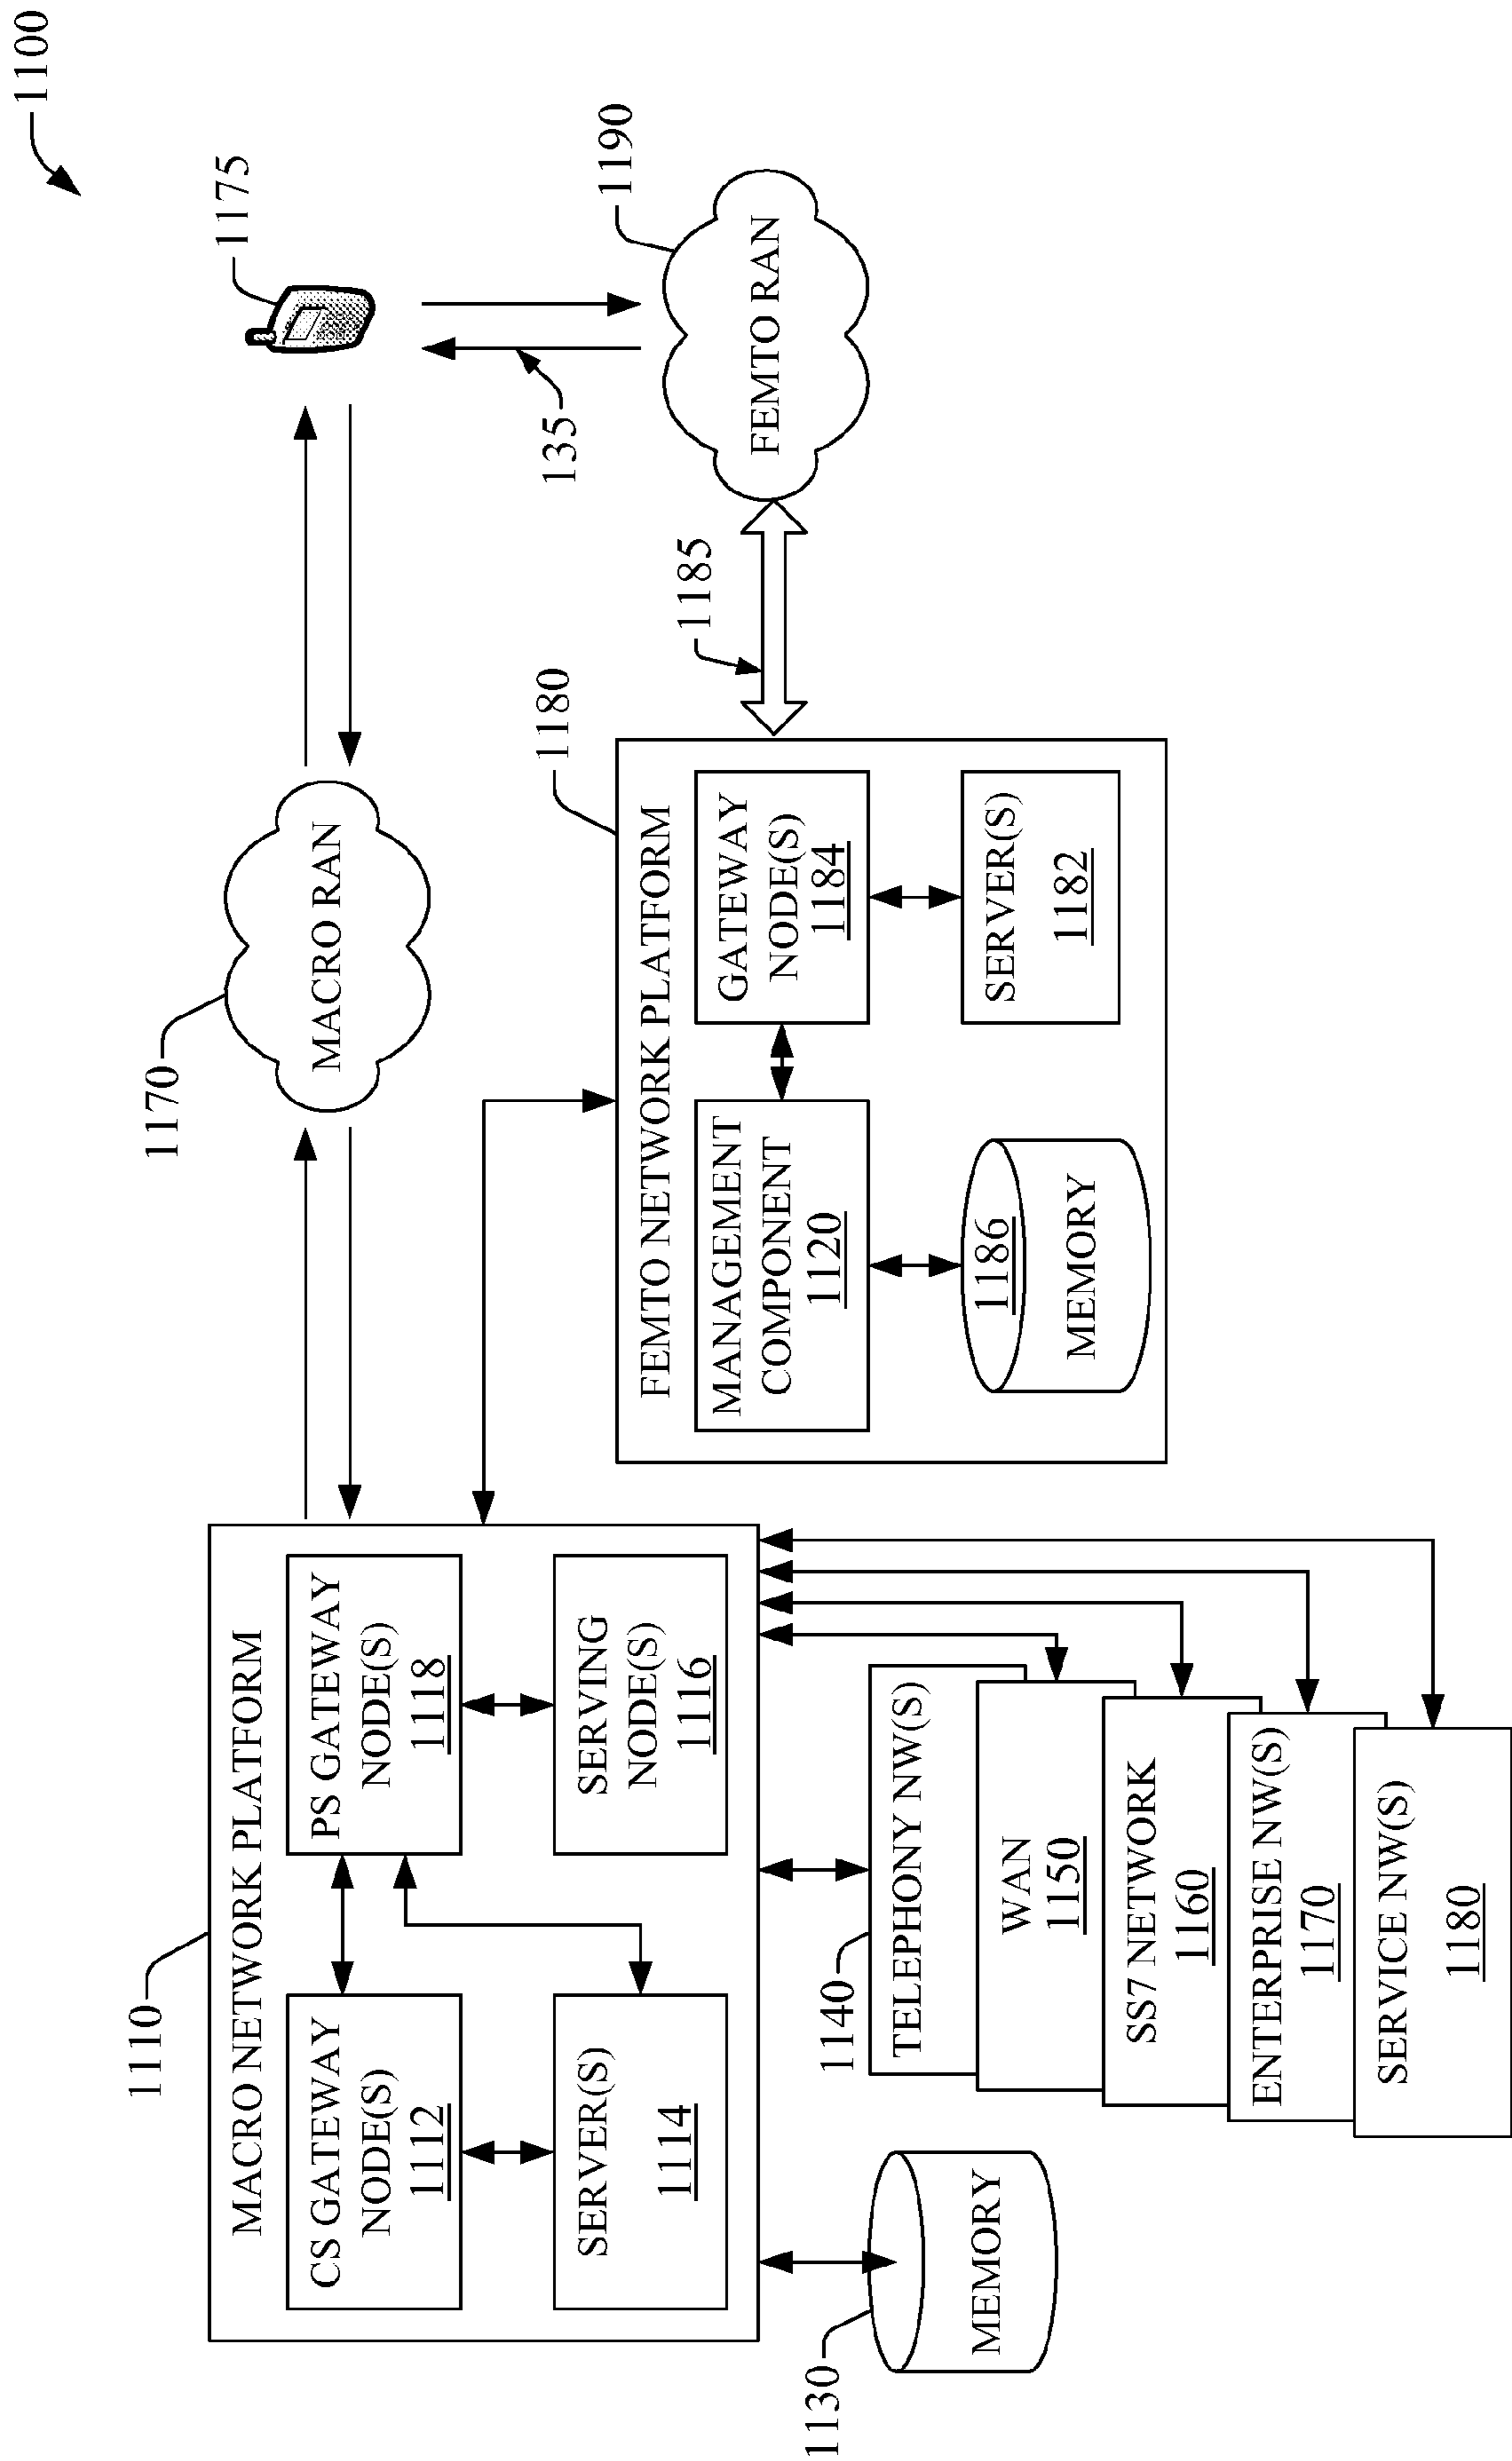 1100
1175
1170
MACRO RAN
135
1190
FEMTO RAN
1185
1110
MACRO NETWORK PLATFORM
CS GATEWAY
NODE(S)
1112
PS GATEWAY
NODE(S)
1118
SERVER(S)
1114
SERVING
NODE(S)
1116
1180
FEMTO NETWORK PLATFORM
MANAGEMENT
COMPONENT
1120
GATEWAY
NODE(S)
1184
1186
MEMORY
SERVER(S)
1182
1130
MEMORY
1140
TELEPHONY NW(S)
WAN
1150
SS7 NETWORK
1160
ENTERPRISE NW(S)
1170
SERVICE NW(S)
1180